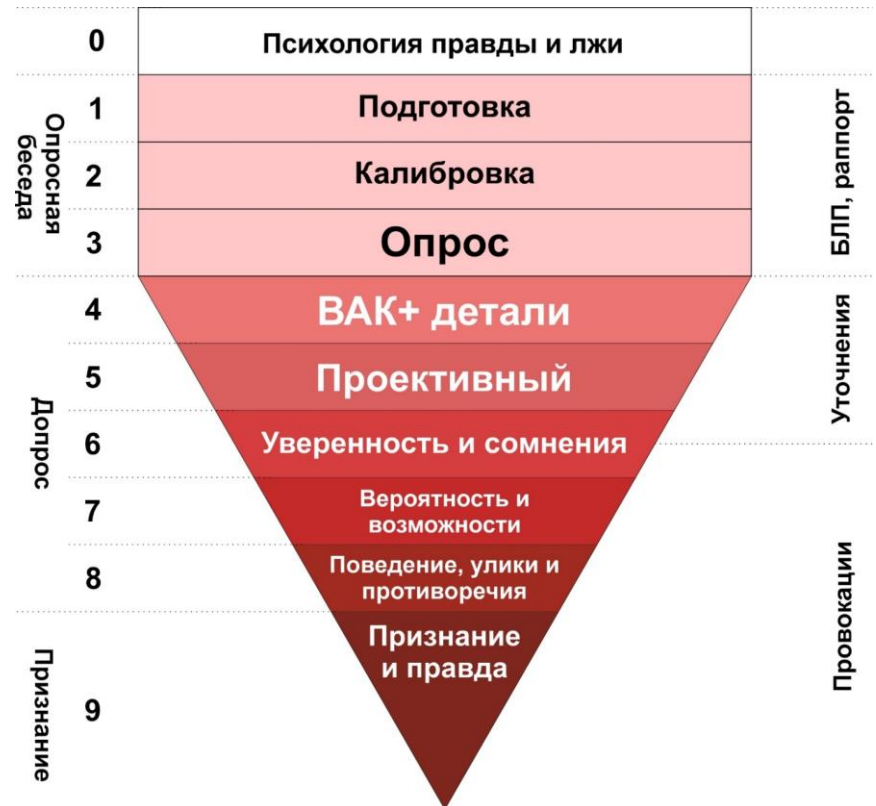 0
Психология правды и лжи
1
Подготовка
2
Калибровка
3
Опрос
4
ВАК+ детали
5
Проективный
6
Уверенность и сомнения
7
Вероятность и
возможности
8
Поведение, улики и
противоречия
9
Признание
и правда
Опросная
беседа
Допрос
Признание
БЛП, раппорт
Уточнения
Провокации